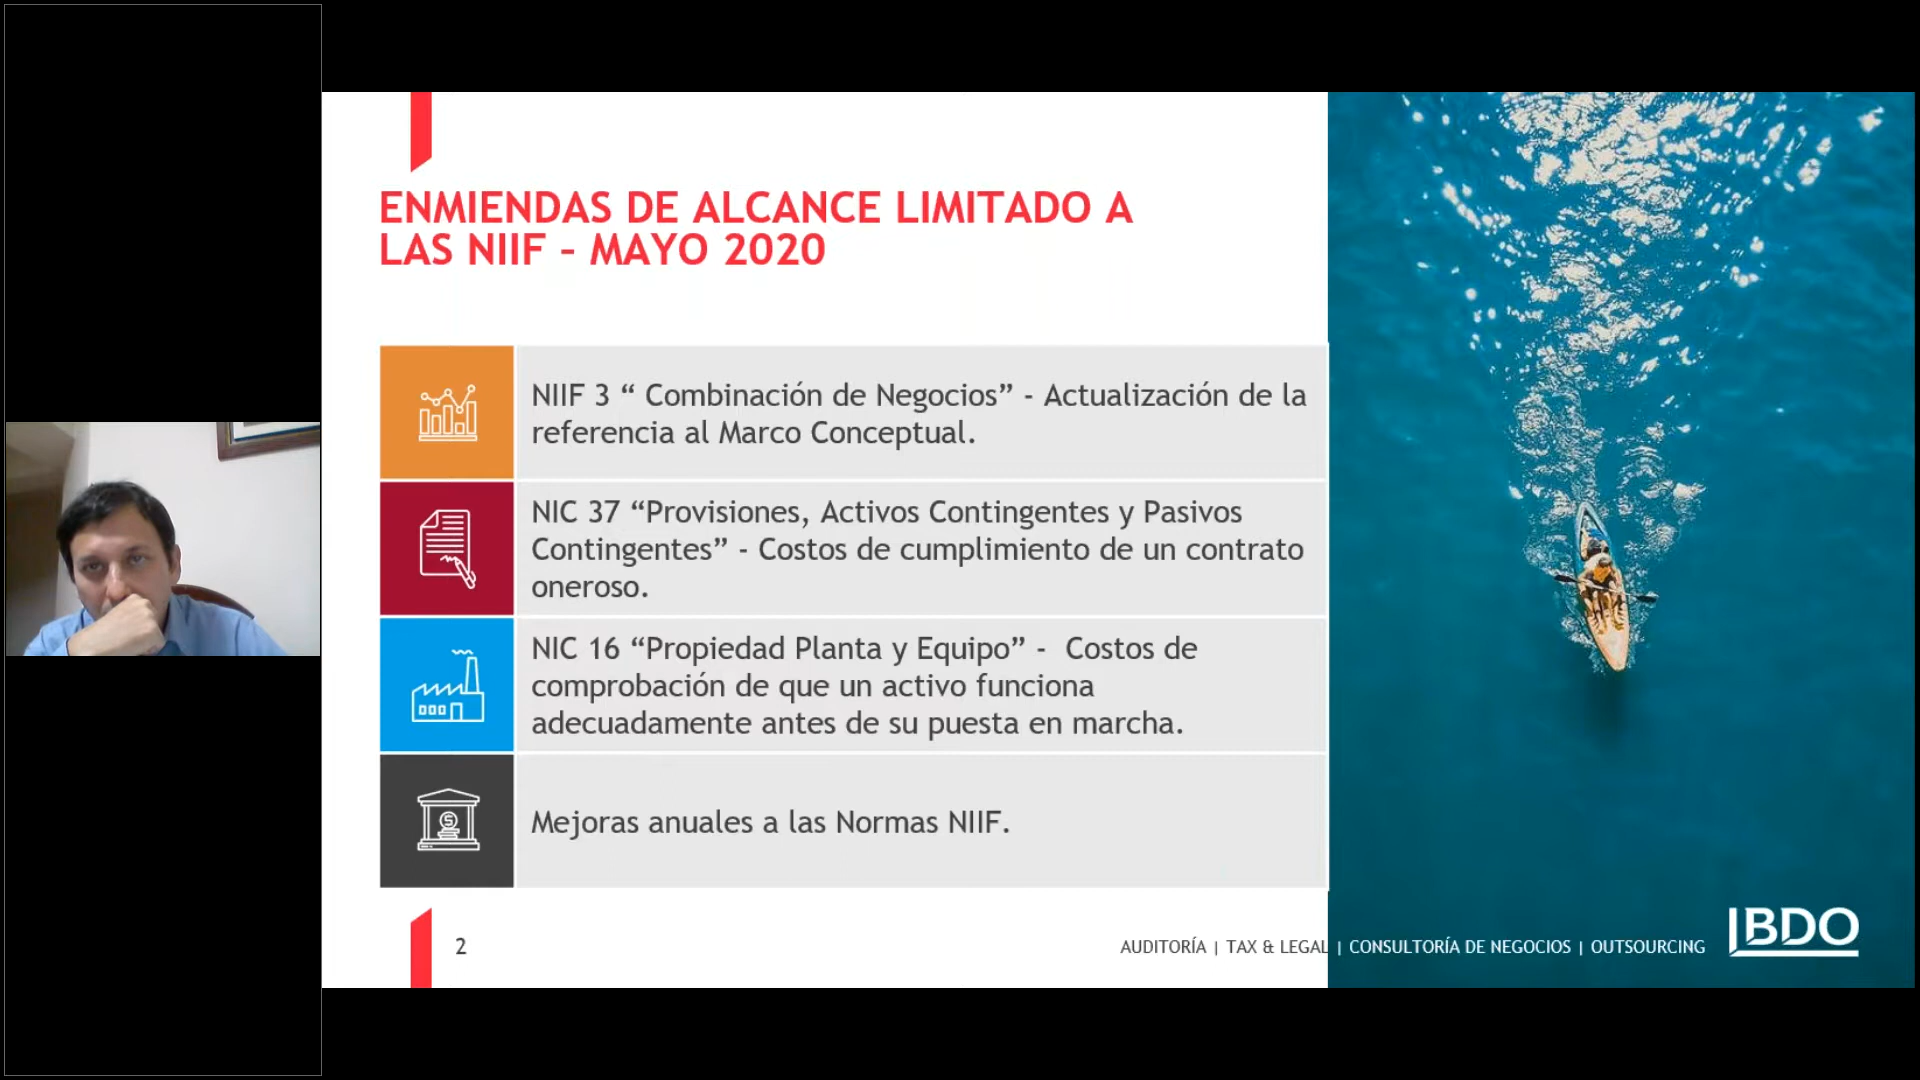 ENMIENDAS DE ALCANCE LIMITADO A
LAS NIIF - MAYO 2020
NIIF 3 “ Combinación de Negocios” - Actualización de la
referencia al Marco Conceptual.
NIC 37 “Provisiones, Activos Contingentes y Pasivos
Contingentes” - Costos de cumplimiento de un contrato
oneroso.
NIC 16 “Propiedad Planta y Equipo” - Costos de
comprobación de que un activo funciona
adecuadamente antes de su puesta en marcha.
Mejoras anuales a las Normas NIIF.
2
AUDITORÍA | TAX & LEGAL | CONSULTORÍA DE NEGOCIOS | OUTSOURCING
BDO